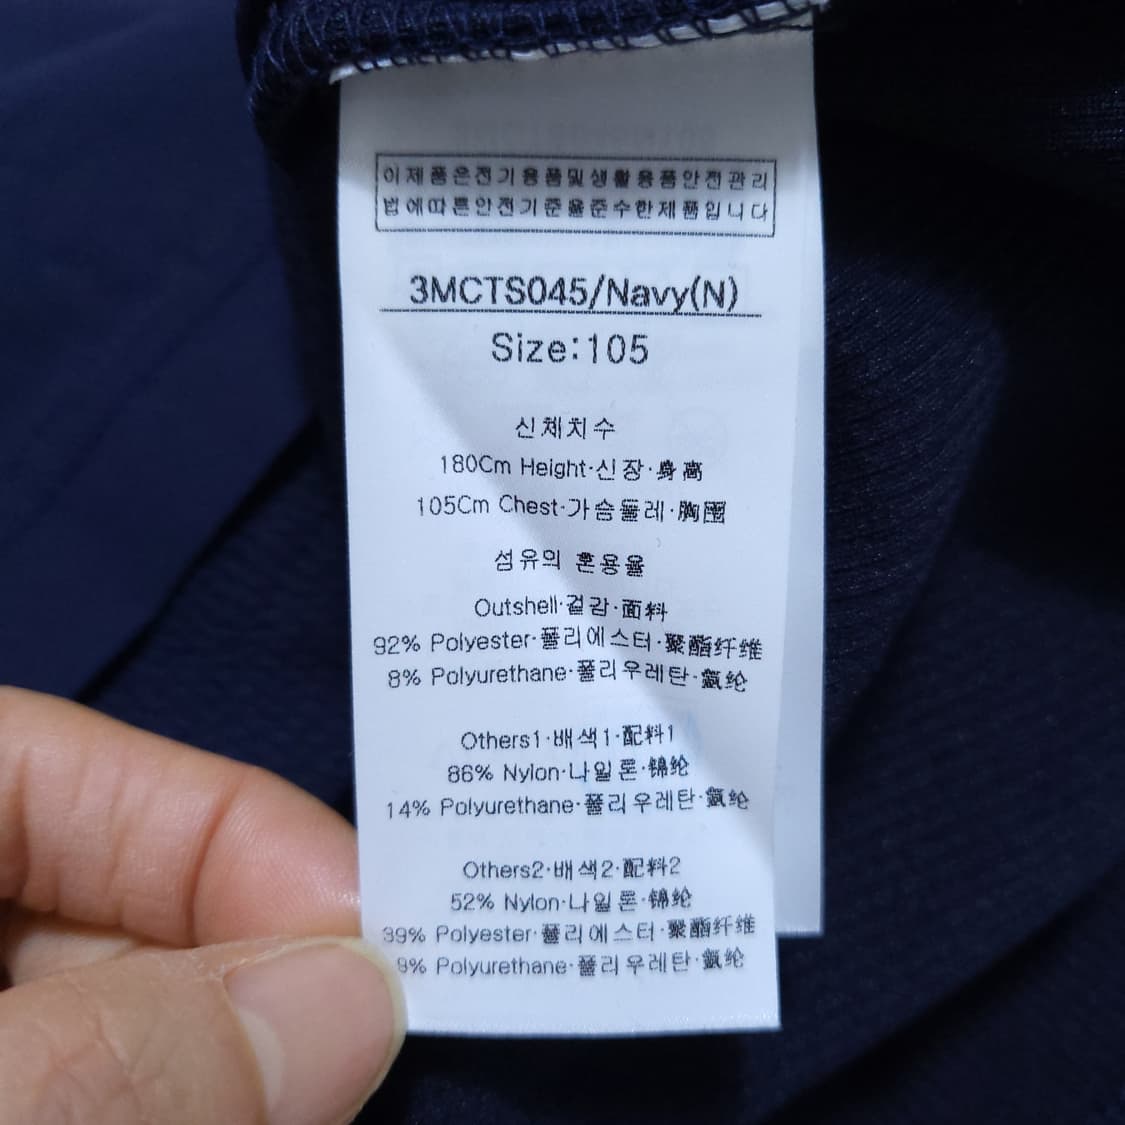 이제품은전기용품및생활용품안전관리
법에따른안전기준을준수한제품입니다
3MCTS045/Navy(N)
Size:105
신체치수
180Cm Height·신장·身高
105Cm Chest·가슴둘레·胸围
섬유의 혼용율
Outshell·겉감·面料
92% Polyester·폴리에스터·聚酯纤维
8% Polyurethane·폴리우레탄·氨纶
Others1·배색1·配料1
86% Nylon·나일론·锦纶
14% Polyurethane·폴리우레탄·氨纶
Others2·배색2·配料2
52% Nylon·나일론·锦纶
39% Polyester·폴리에스터·聚酯纤维
9% Polyurethane·폴리우레탄·氨纶